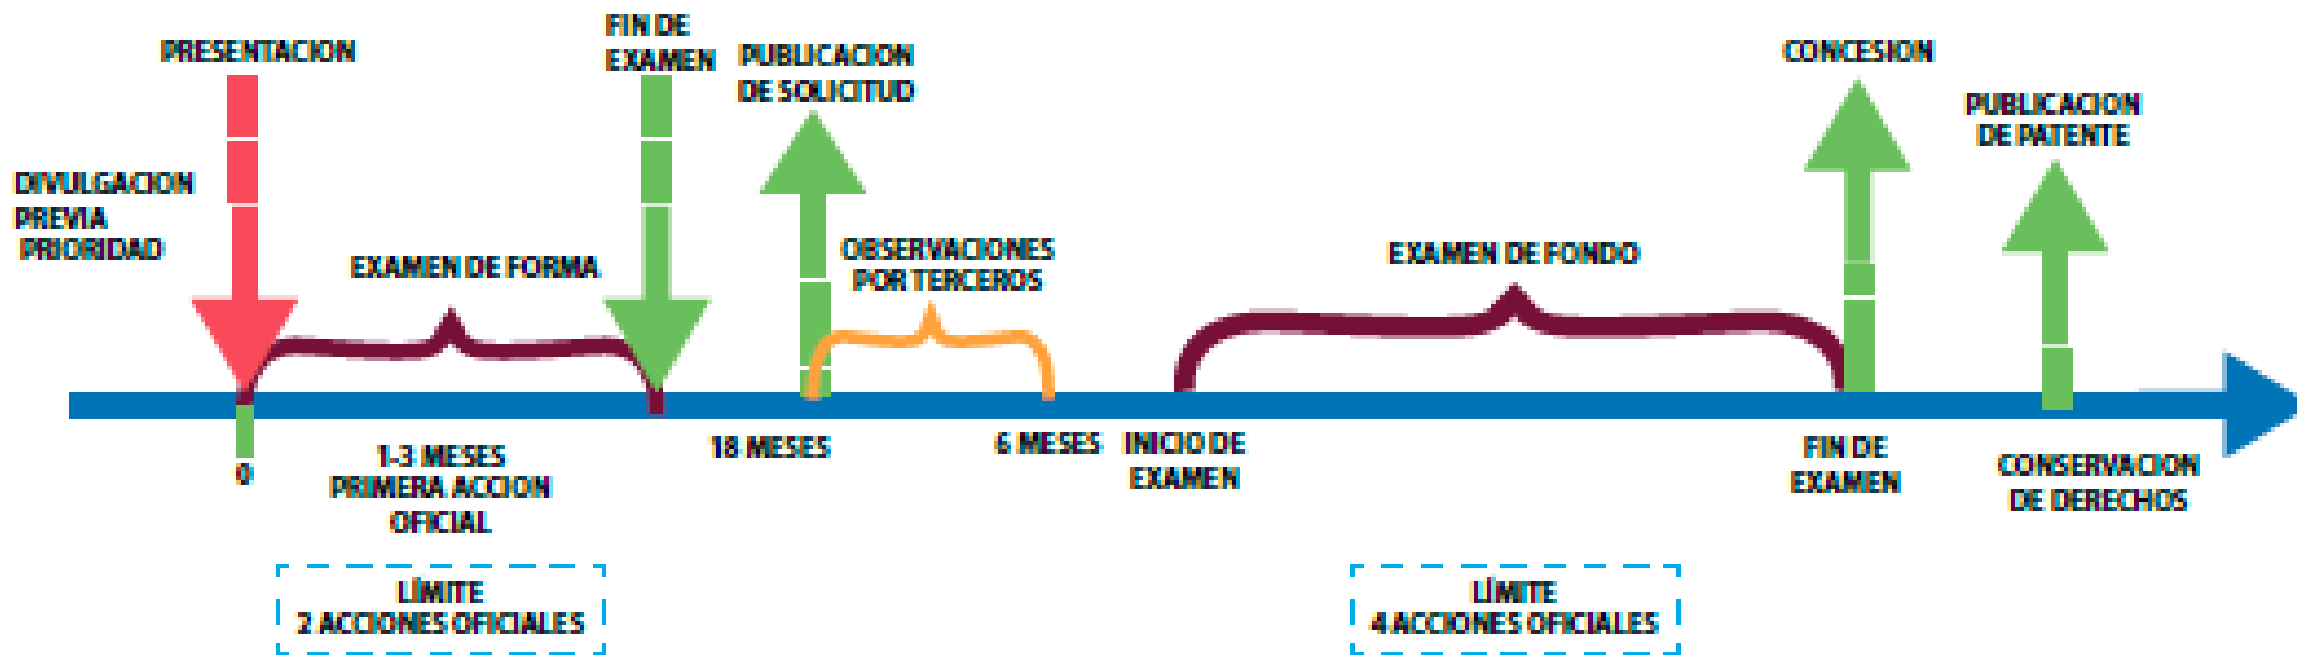 PRESENTACION
DIVULGACION
PREVIA
PRIORIDAD
EXAMEN DE FORMA
FIN DE
EXAMEN
PUBLICACION
DE SOLICITUD
OBSERVACIONES
POR TERCEROS
EXAMEN DE FONDO
CONCESION
PUBLICACION
DE PATENTE
0
1-3 MESES
PRIMERA ACCION
OFICIAL
18 MESES
6 MESES
INICIO DE
EXAMEN
FIN DE
EXAMEN
CONSERVACION
DE DERECHOS
LÍMITE
2 ACCIONES OFICIALES
LÍMITE
4 ACCIONES OFICIALES